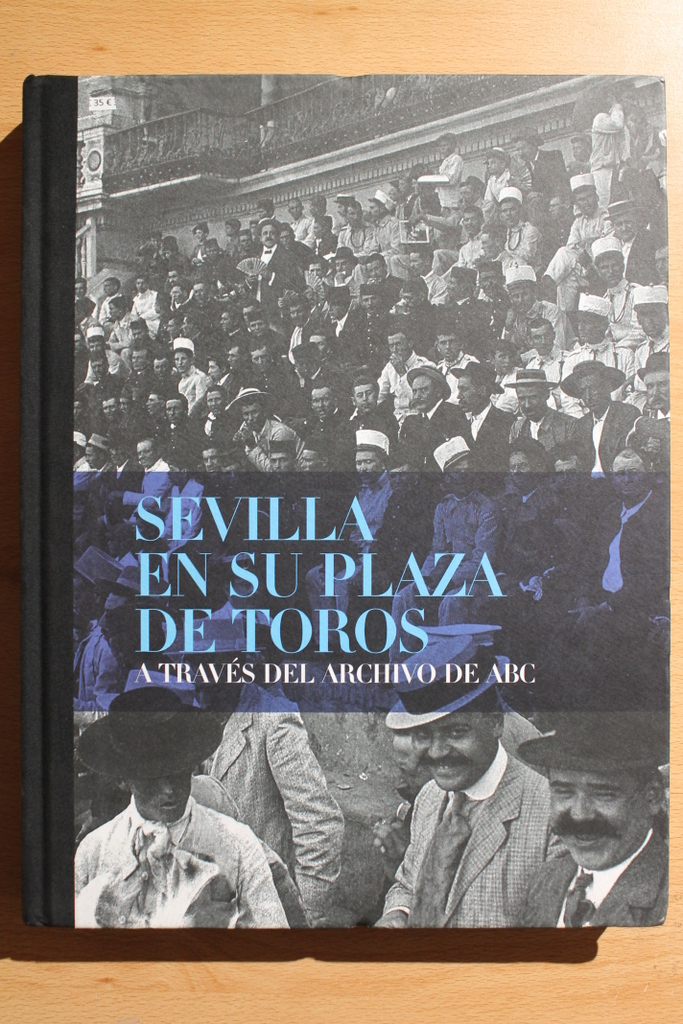 35 €
SEVILLA
EN SU PLAZA
DE TOROS
A TRAVÉS DEL ARCHIVO DE ABC